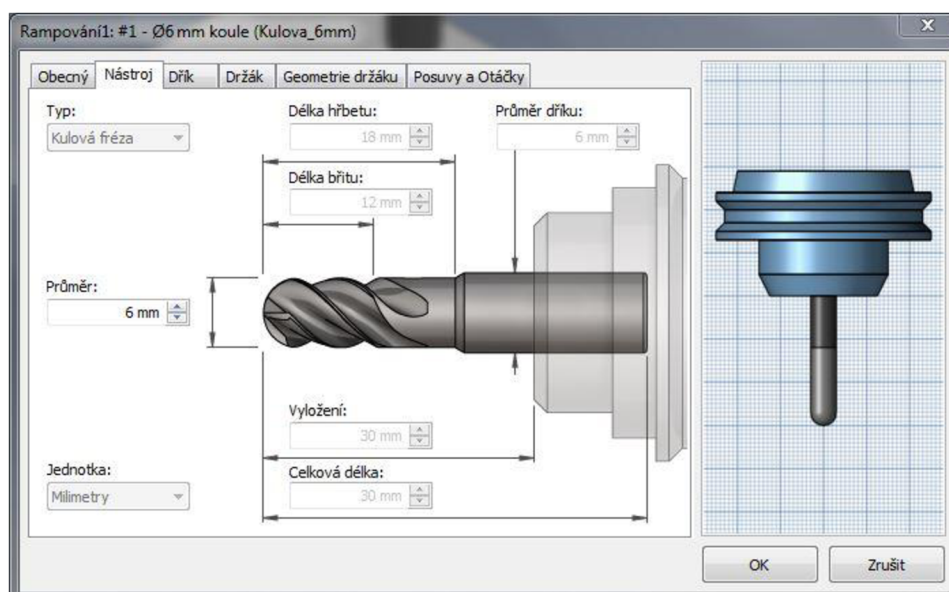 Rampování1: #1 - Ø6 mm koule (Kulova_6mm)
Obecný Nástroj Dřík Držák Geometrie držáku Posuvy a Otáčky
Typ: Délka hřbetu: Průměr dříku:
Kulová fréza 18 mm 6 mm
Délka břitu:
12 mm
Průměr:
6 mm
Vyložení:
30 mm
Jednotka: Celková délka:
Milimetry 30 mm
OK Zrušit